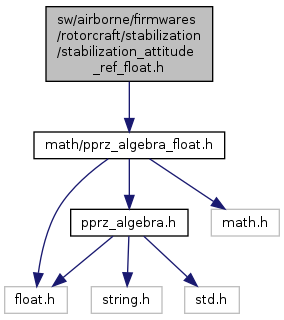 sw/airborne/firmwares
/rotorcraft/stabilization
/stabilization_attitude
_ref_float.h
math/pprz_algebra_float.h
pprz_algebra.h
math.h
float.h
string.h
std.h